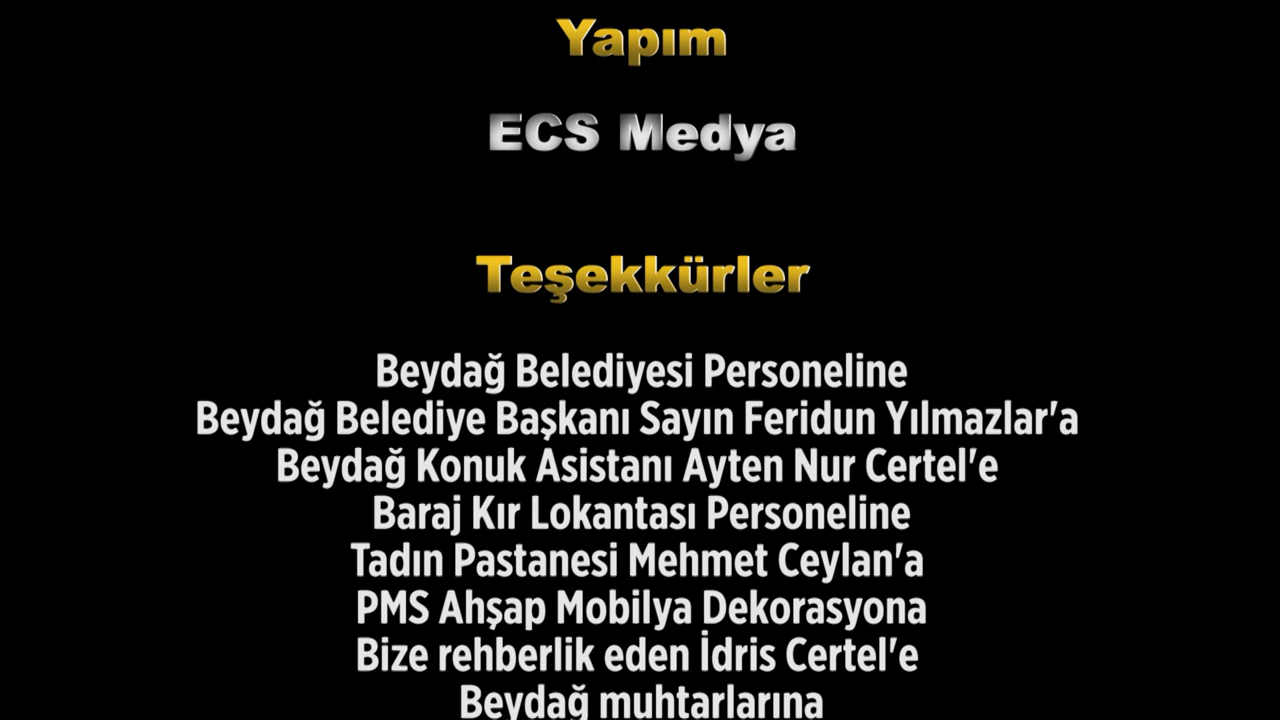 Yapım
ECS Medya
Teşekkürler
Beydağ Belediyesi Personeline
Beydağ Belediye Başkanı Sayın Feridun Yılmazlar'a
Beydağ Konuk Asistanı Ayten Nur Certel'e
Baraj Kır Lokantası Personeline
Tadın Pastanesi Mehmet Ceylan'a
PMS Ahşap Mobilya Dekorasyona
Bize rehberlik eden İdris Certel'e
Beydağ muhtarlarına